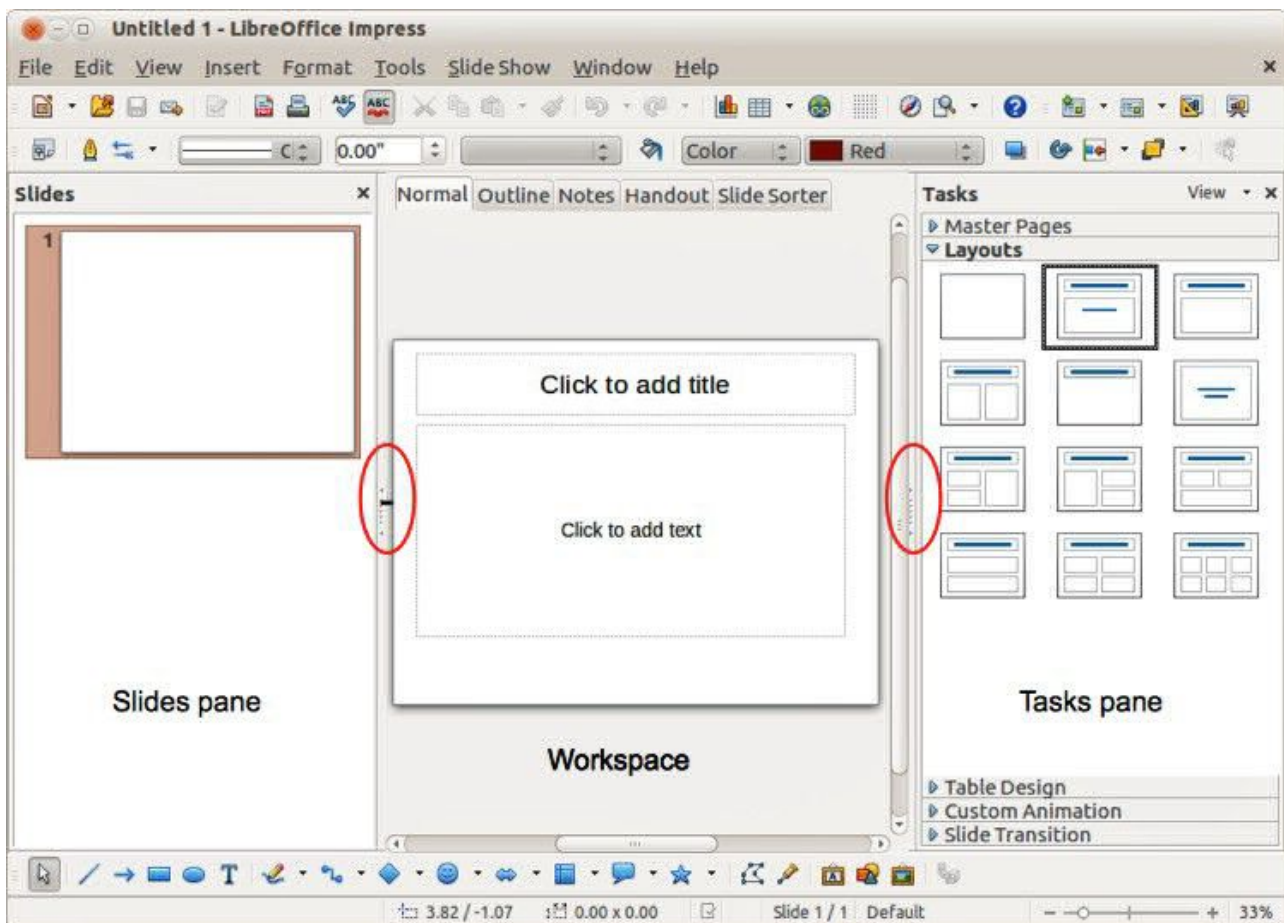 Untitled 1 - LibreOffice Impress
File Edit View Insert Format Tools Slide Show Window Help
ABC ABC
C 0.00" Color Red
Slides
Normal Outline Notes Handout Slide Sorter
Tasks View
1
Master Pages
Layouts
Click to add title
Click to add text
Slides pane
Workspace
Tasks pane
Table Design
Custom Animation
Slide Transition
T
A
3.82 / -1.07 0.00 x 0.00 Slide 1 / 1 Default 33%